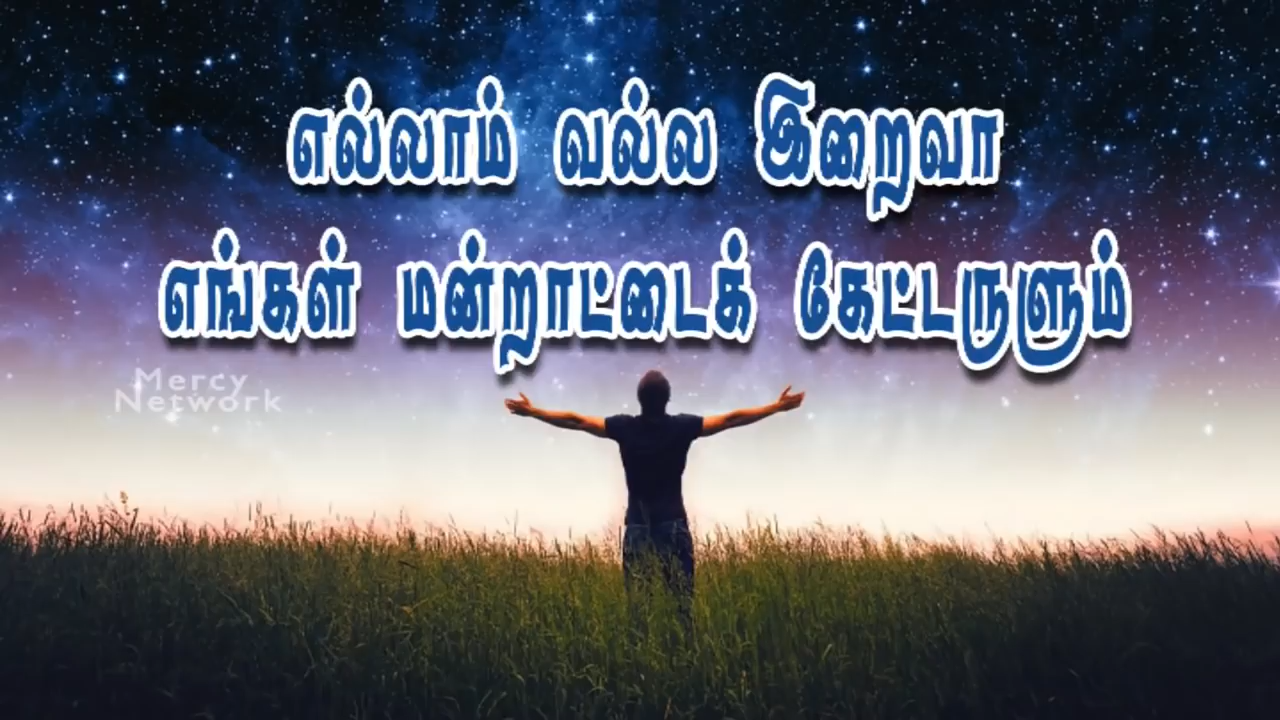 எல்லாம் வல்ல இறைவா
எங்கள் மன்றாட்டைக் கேட்டருளும்
Mercy
Network